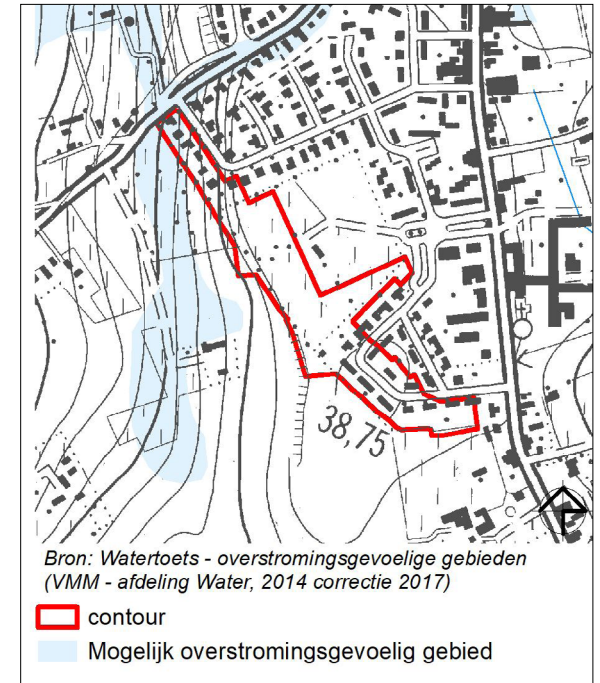 38,75
Bron: Watertoets - overstromingsgevoelige gebieden
(VMM - afdeling Water, 2014 correctie 2017)
contour
Mogelijk overstromingsgevoelig gebied